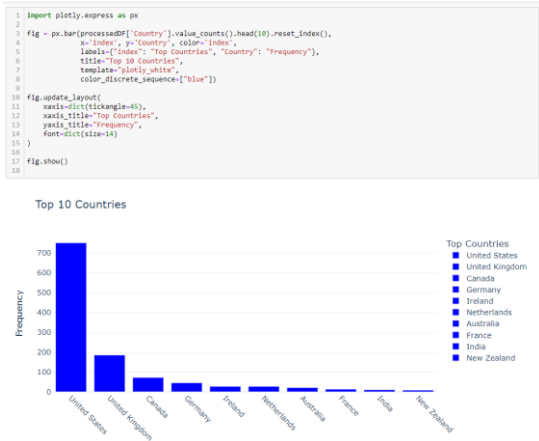 1 import plotly.express as px
2
3 fig = px.bar(processedDF['Country'].value_counts().head(10).reset_index(),
4 x='index', y='Country', color='index',
5 labels={"index": "Top Countries", "Country": "Frequency"},
6 title="Top 10 Countries",
7 template="plotly_white",
8 color_discrete_sequence=["blue"])
9
10 fig.update_layout(
11 xaxis=dict(tickangle=45),
12 xaxis_title="Top Countries",
13 yaxis_title="Frequency",
14 font=dict(size=14)
15 )
16
17 fig.show()
18
Top 10 Countries
Frequency
700
600
500
400
300
200
100
0
United States
United Kingdom
Canada
Germany
Ireland
Netherlands
Australia
France
India
New Zealand
Top Countries
United States
United Kingdom
Canada
Germany
Ireland
Netherlands
Australia
France
India
New Zealand